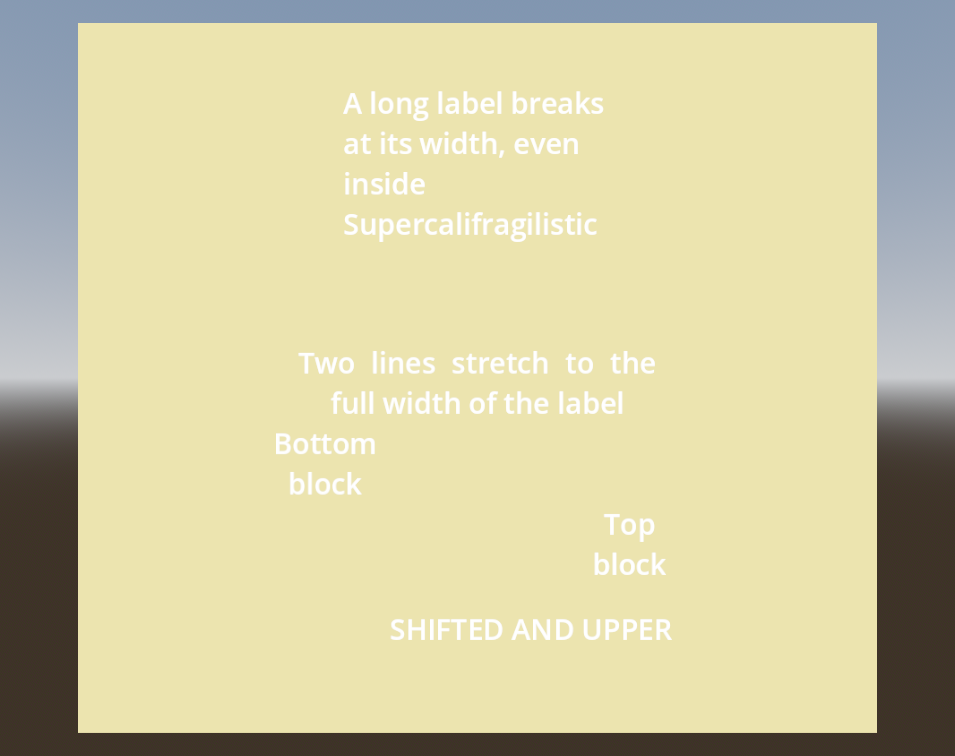 A long label breaks
at its width, even
inside
Supercalifragilistic
Two lines stretch to the
full width of the label
Bottom
block
Top
block
SHIFTED AND UPPER